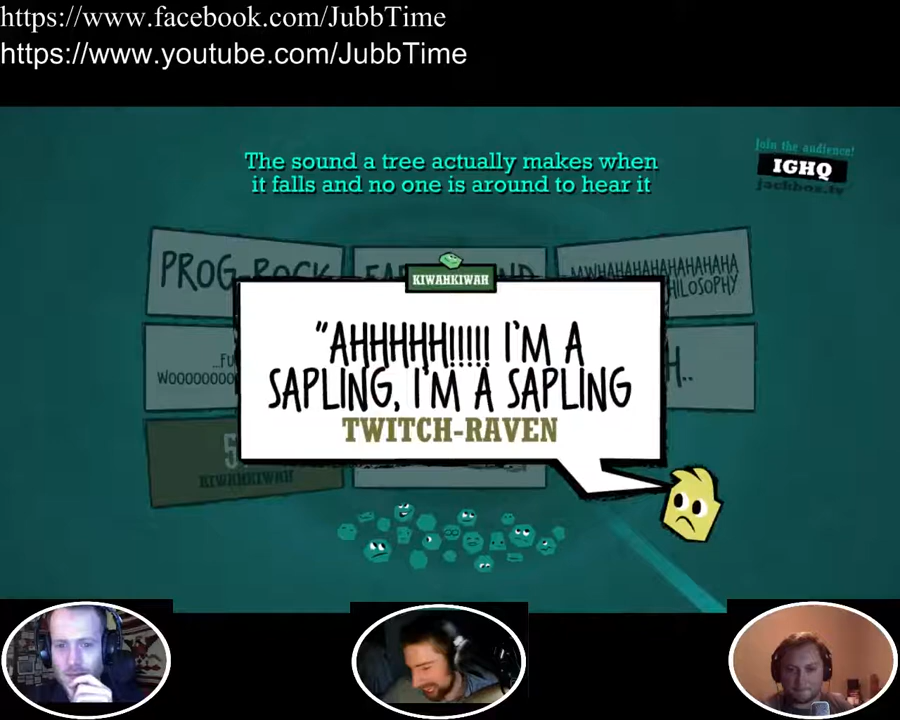 https://www.facebook.com/JubbTime
https://www.youtube.com/JubbTime
The sound a tree actually makes when
it falls and no one is around to hear it
Join the audience!
IGHQ
jackbox.tv
PROG-ROCK
MWHAHAHAHAHAHAHA
KIWAHKIWAH
"AHHHHH!!!!! I'M A
SAPLING, I'M A SAPLING
TWITCH-RAVEN
KIWAHKIWAH